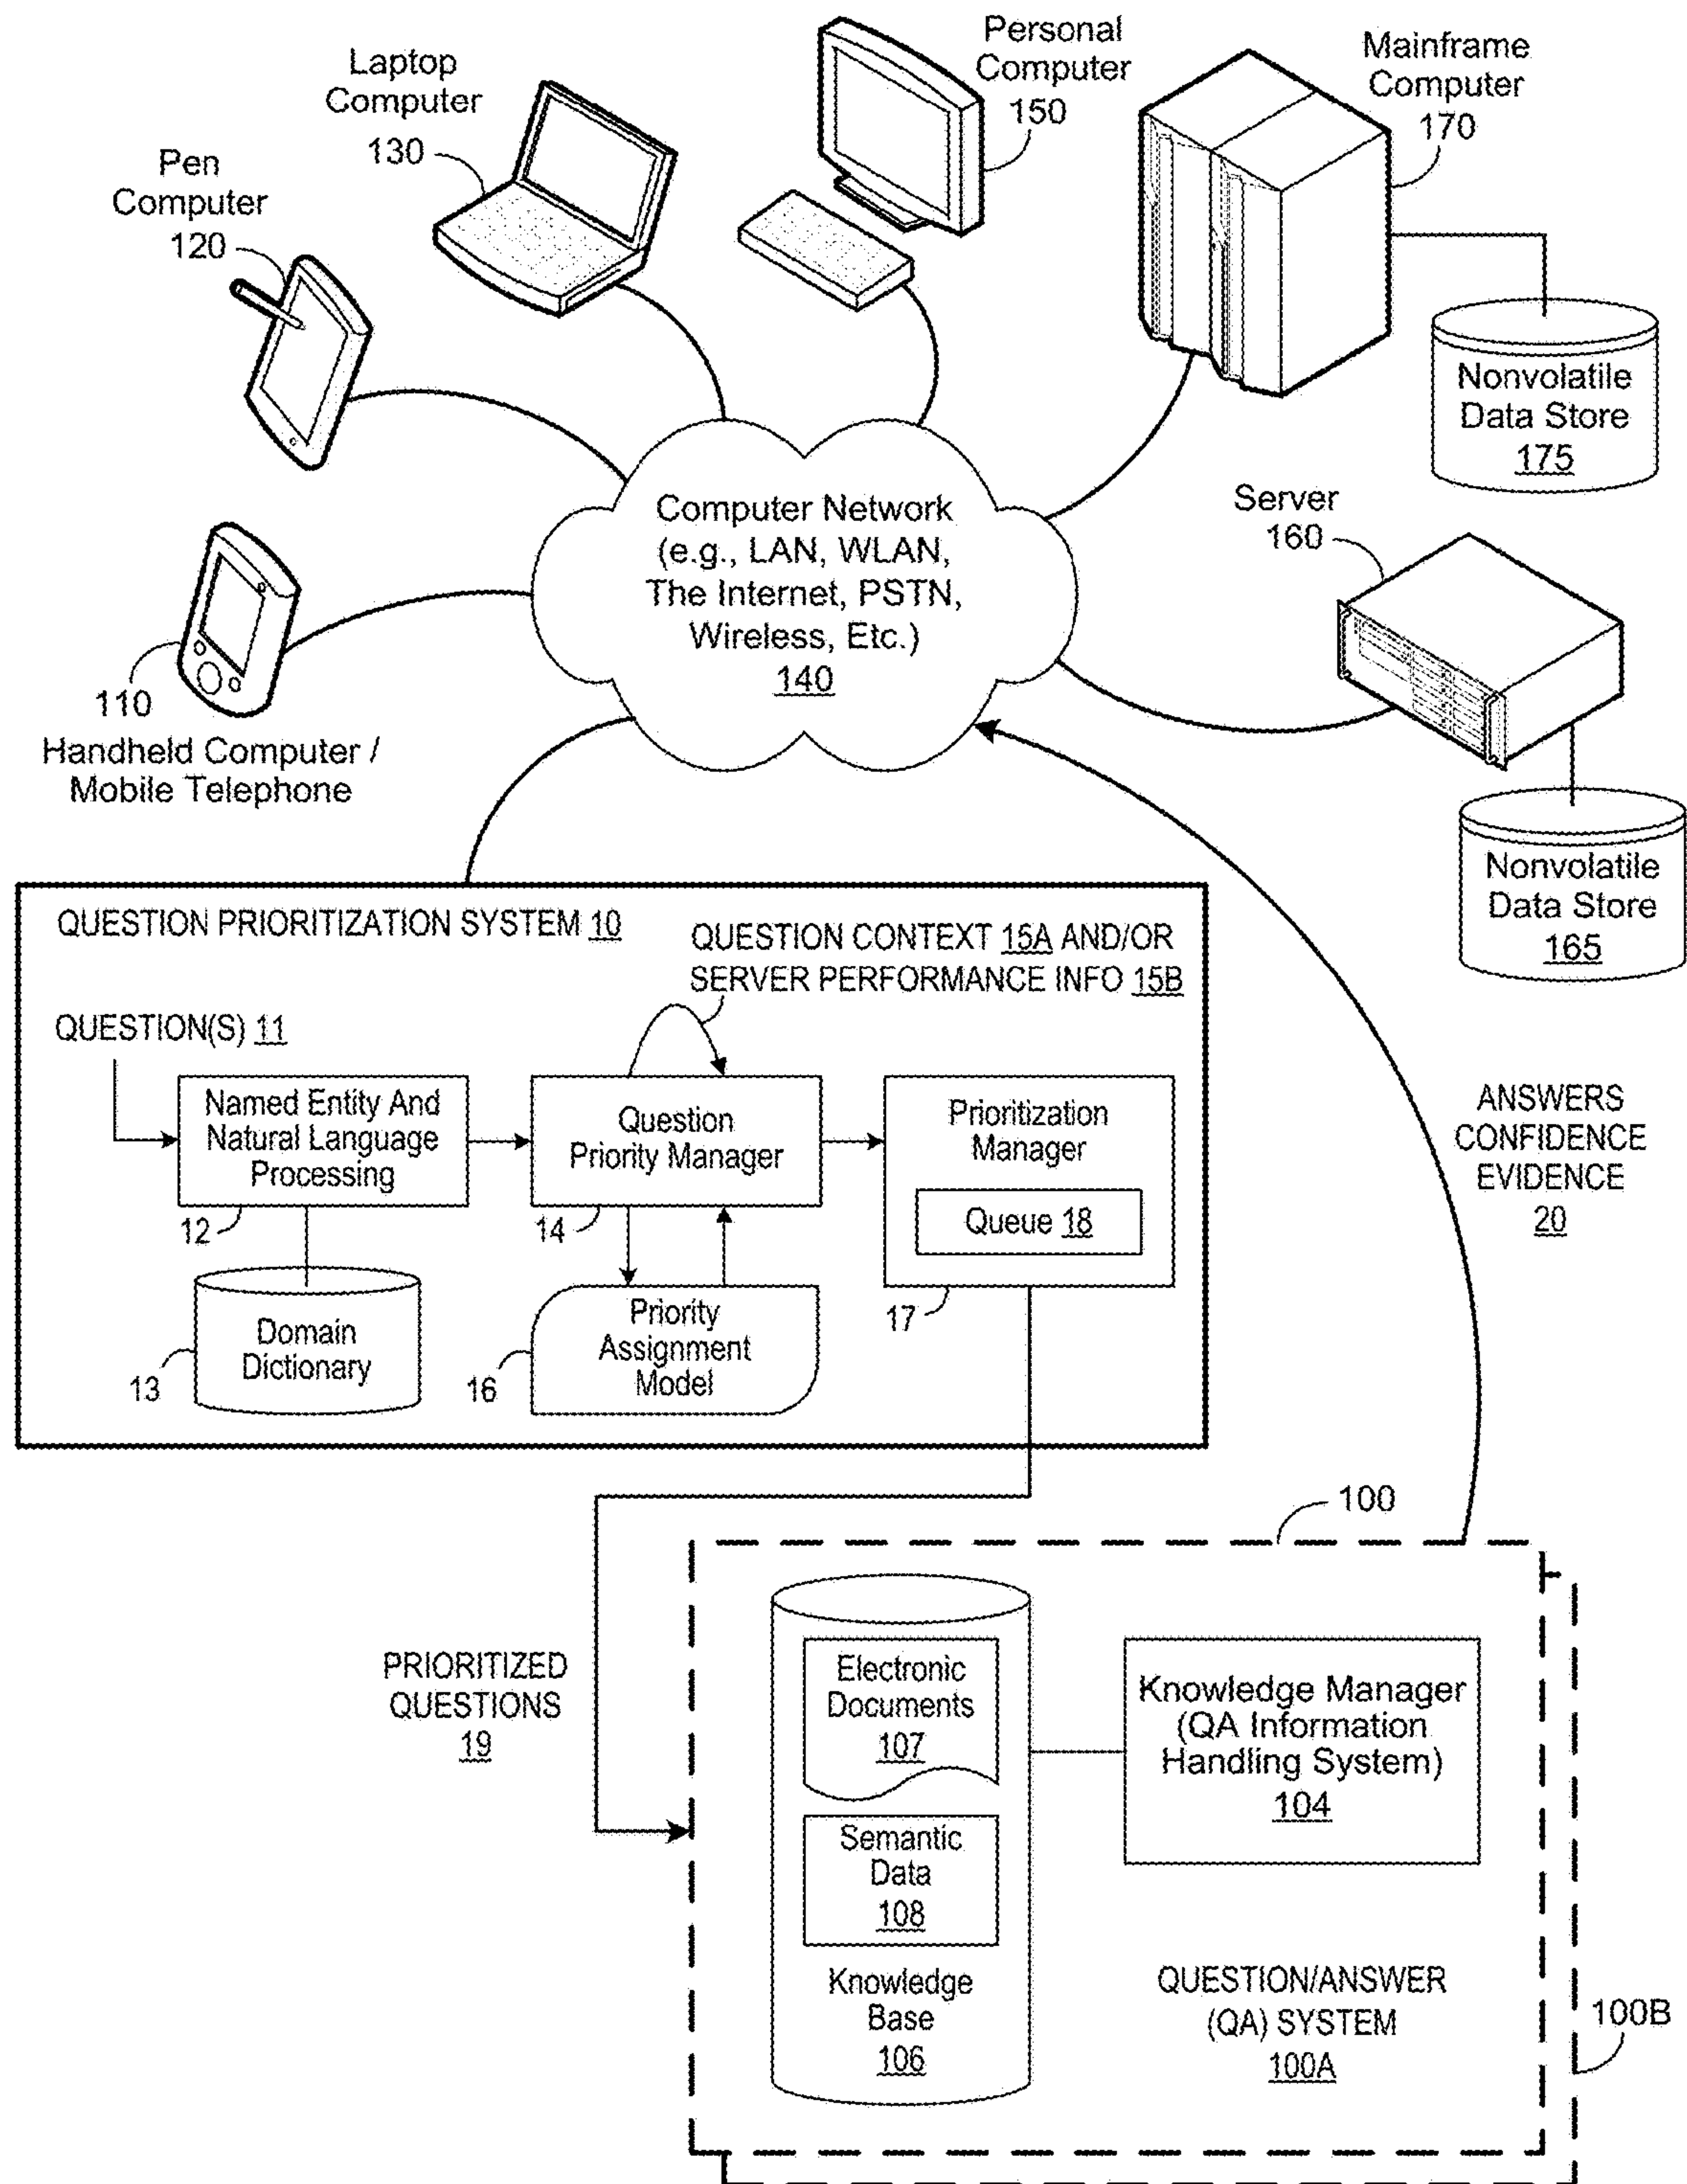 Laptop
Computer
130
Personal
Computer
150
Mainframe
Computer
170
Pen
Computer
120
Nonvolatile
Data Store
175
Computer Network
(e.g., LAN, WLAN,
The Internet, PSTN,
Wireless, Etc.)
140
Server
160
110
Handheld Computer /
Mobile Telephone
Nonvolatile
Data Store
165
QUESTION PRIORITIZATION SYSTEM 10
QUESTION CONTEXT 15A AND/OR
SERVER PERFORMANCE INFO 15B
QUESTION(S) 11
Named Entity And
Natural Language
Processing
12
Question
Priority Manager
14
Prioritization
Manager
Queue 18
17
Domain
Dictionary
13
Priority
Assignment
Model
16
ANSWERS
CONFIDENCE
EVIDENCE
20
100
PRIORITIZED
QUESTIONS
19
Electronic
Documents
107
Semantic
Data
108
Knowledge
Base
106
Knowledge Manager
(QA Information
Handling System)
104
QUESTION/ANSWER
(QA) SYSTEM
100A
100B